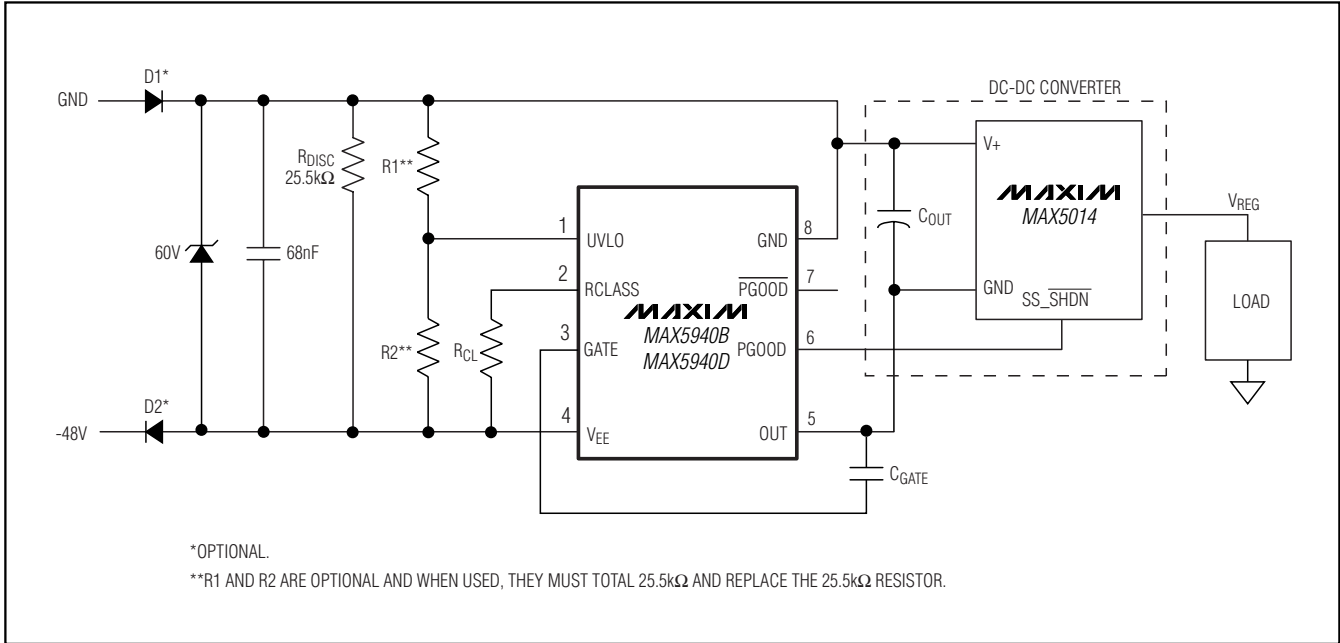 D1*
GND
DC-DC CONVERTER
RDISC
25.5kΩ
R1**
V+
MAXIM
MAX5014
VREG
COUT
1
UVLO
GND
8
60V
68nF
2
RCLASS
PGOOD
7
GND
SS_SHDN
LOAD
MAXIM
MAX5940B
MAX5940D
3
GATE
PGOOD
6
R2**
RCL
D2*
-48V
4
VEE
OUT
5
CGATE
*OPTIONAL.
**R1 AND R2 ARE OPTIONAL AND WHEN USED, THEY MUST TOTAL 25.5kΩ AND REPLACE THE 25.5kΩ RESISTOR.